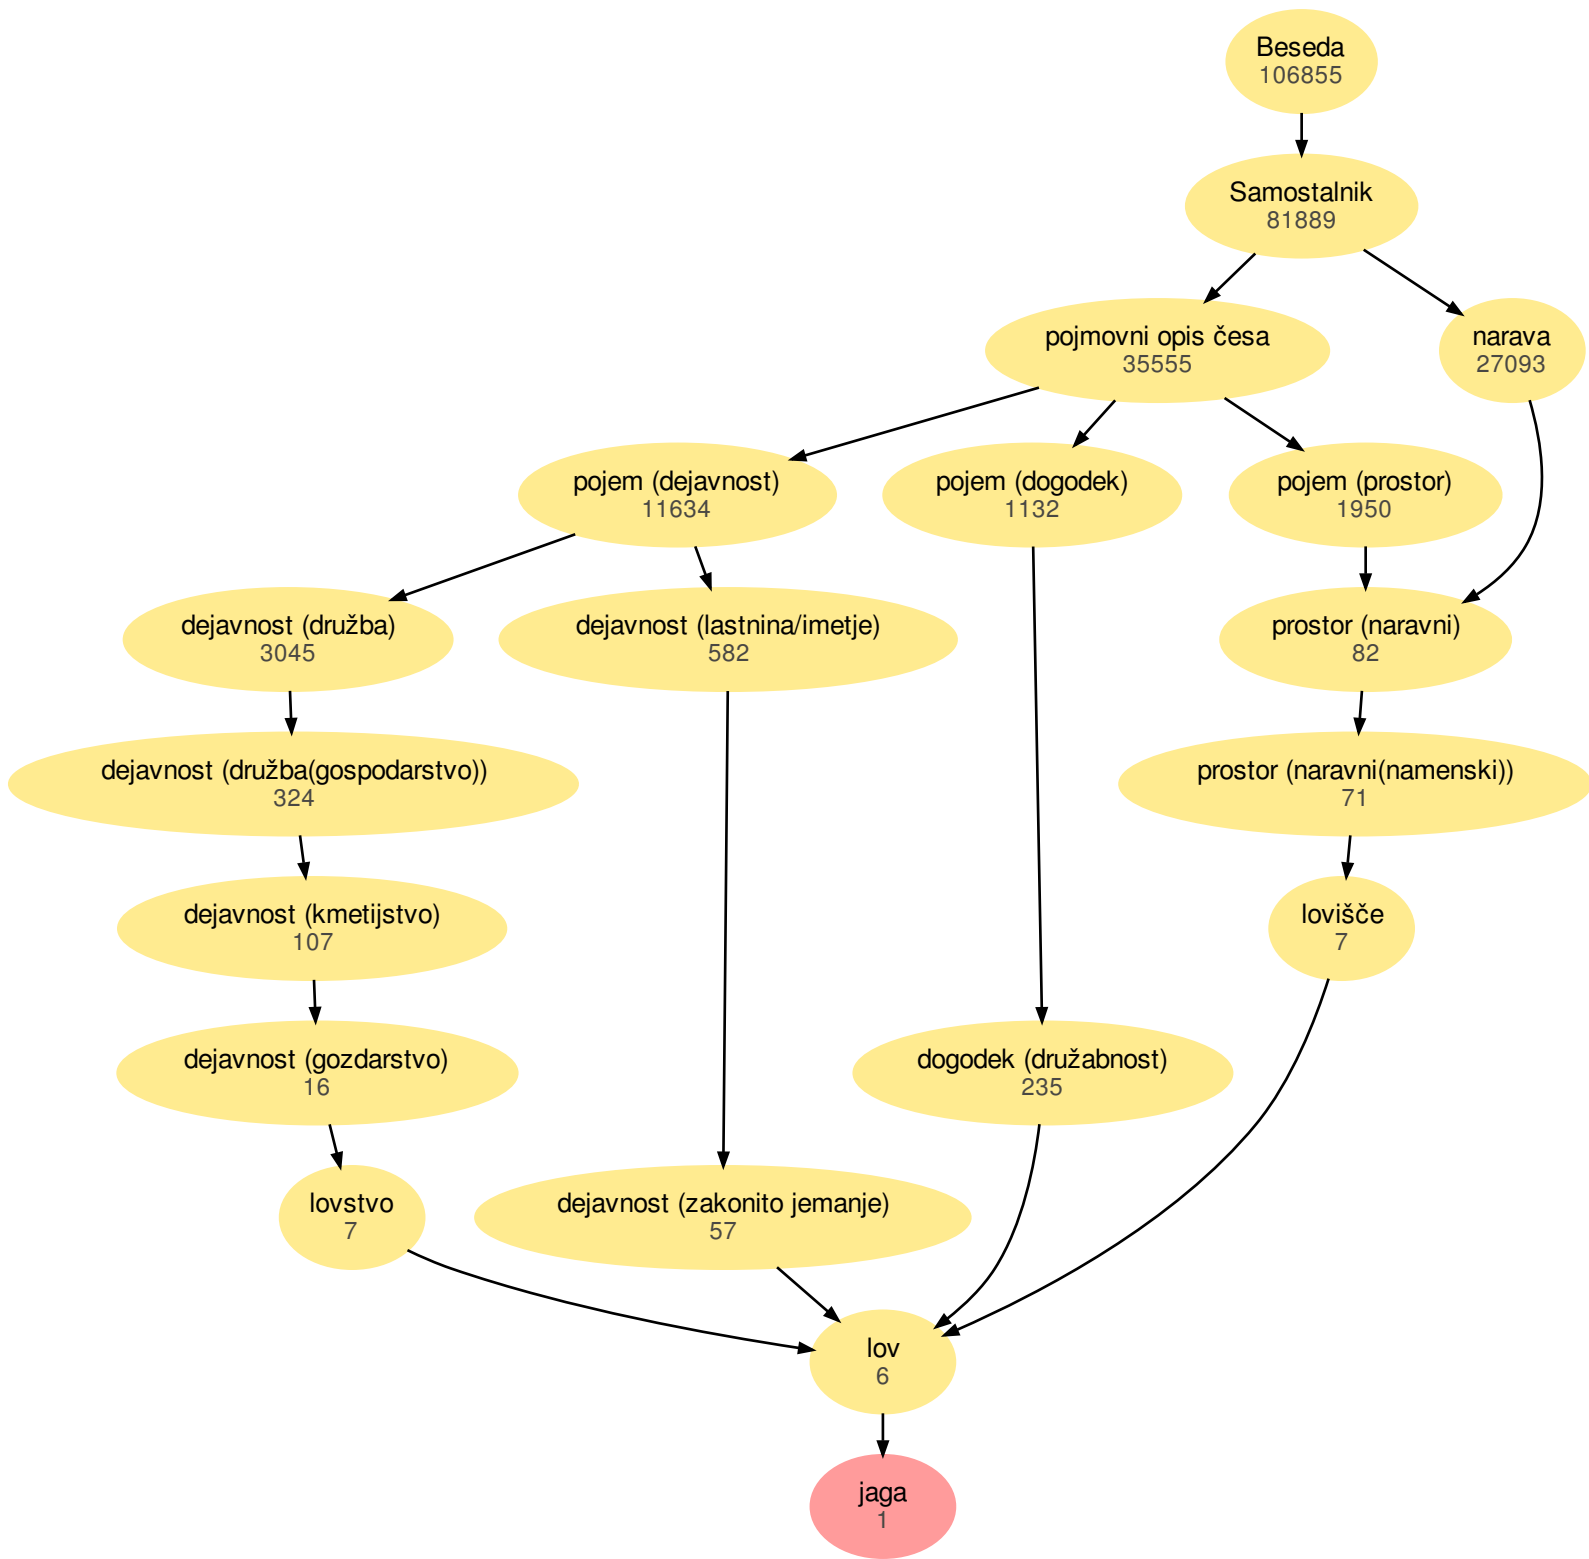 Beseda
106855
Samostalnik
81889
pojmovni opis česa
35555
narava
27093
pojem (dejavnost)
11634
pojem (dogodek)
1132
pojem (prostor)
1950
dejavnost (družba)
3045
dejavnost (lastnina/imetje)
582
prostor (naravni)
82
dejavnost (družba(gospodarstvo))
324
prostor (naravni(namenski))
71
dejavnost (kmetijstvo)
107
lovišče
7
dejavnost (gozdarstvo)
16
dogodek (družabnost)
235
lovstvo
7
dejavnost (zakonito jemanje)
57
lov
6
jaga
1